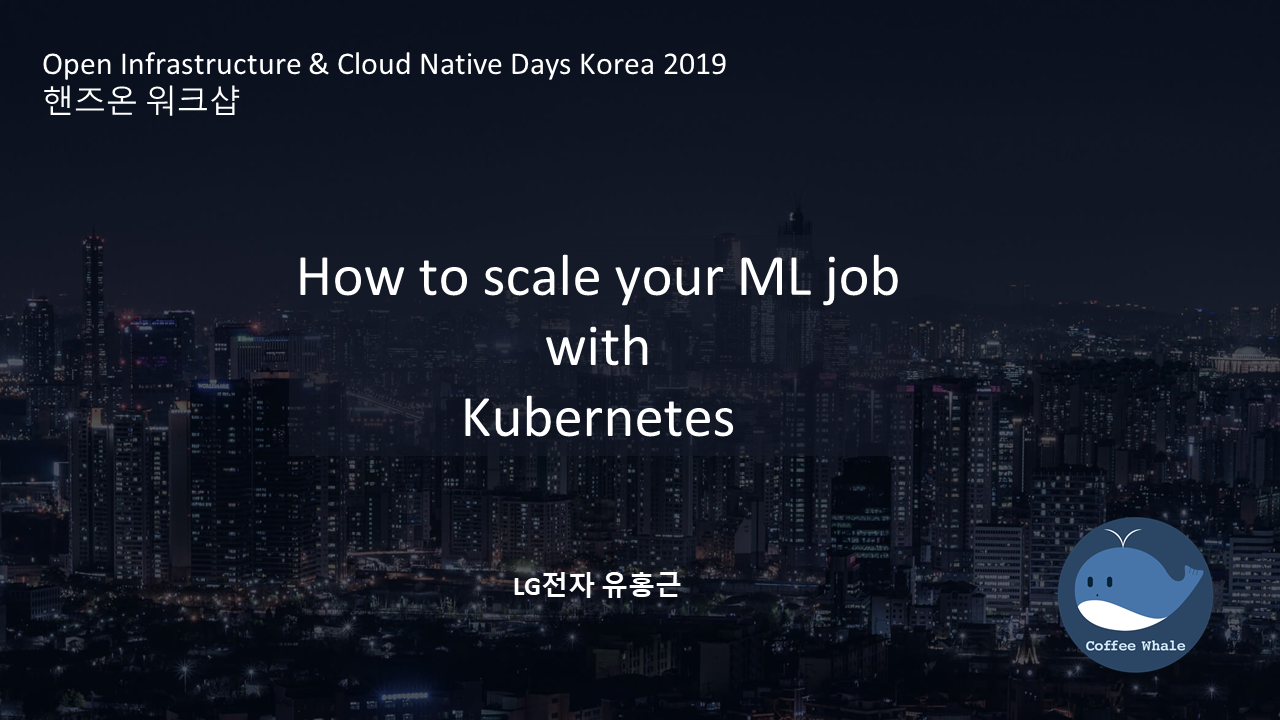 Open Infrastructure & Cloud Native Days Korea 2019
핸즈온 워크샵
How to scale your ML job
with
Kubernetes
LG전자 유홍근
Coffee Whale